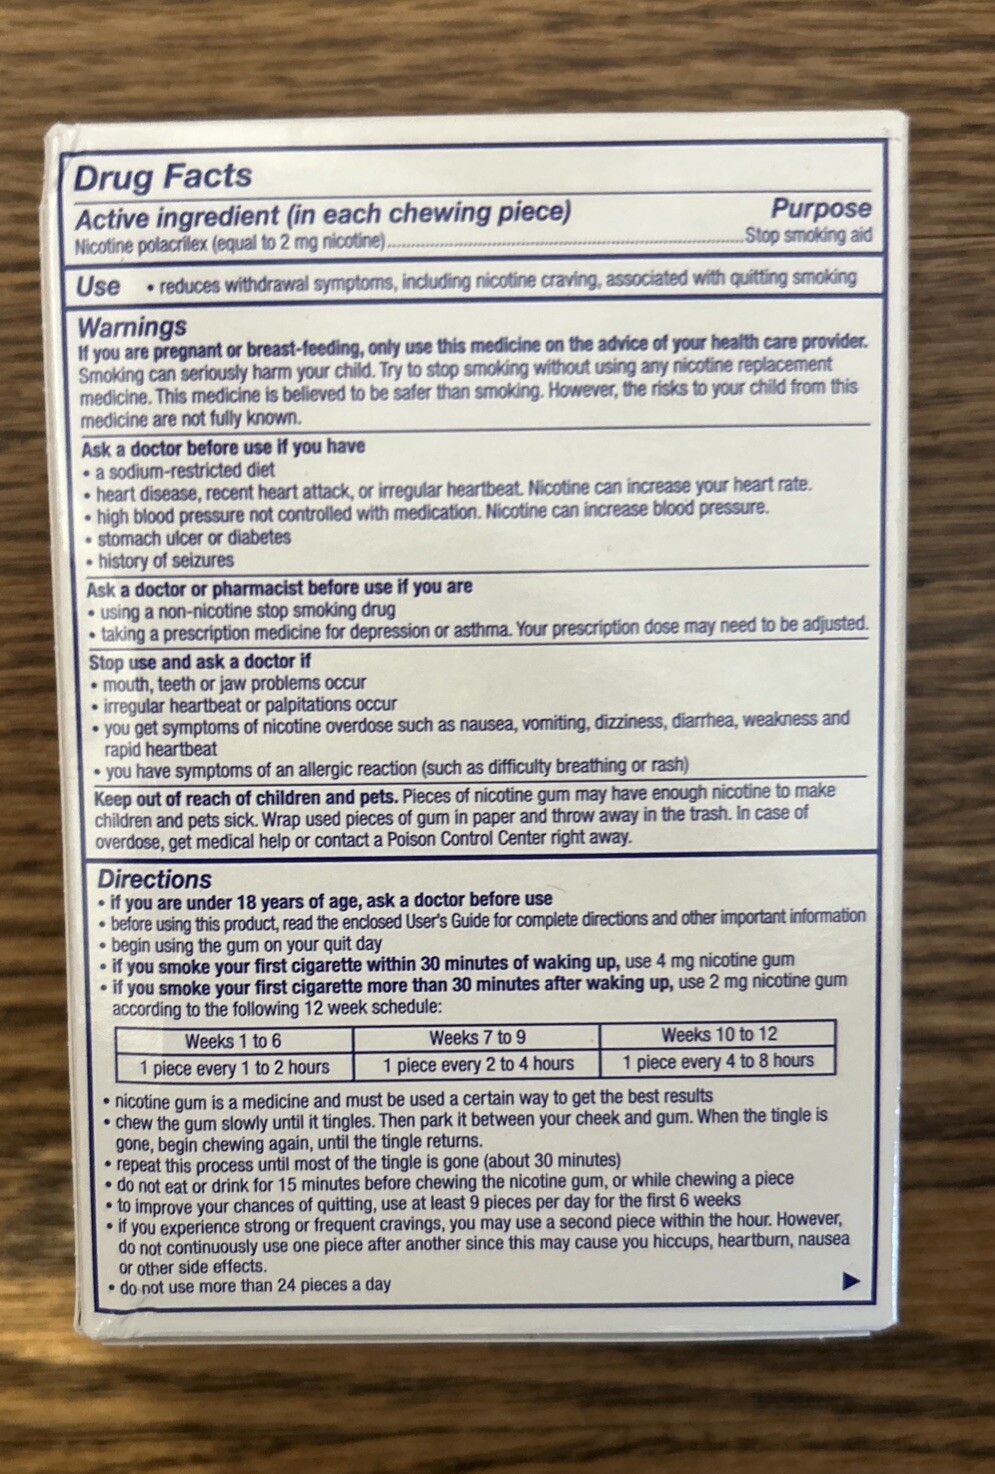 Drug Facts
Active ingredient (in each chewing piece) Purpose
Nicotine polacrilex (equal to 2 mg nicotine)..........................................................................Stop smoking aid
Use • reduces withdrawal symptoms, including nicotine craving, associated with quitting smoking
Warnings
If you are pregnant or breast-feeding, only use this medicine on the advice of your health care provider.
Smoking can seriously harm your child. Try to stop smoking without using any nicotine replacement
medicine. This medicine is believed to be safer than smoking. However, the risks to your child from this
medicine are not fully known.
Ask a doctor before use if you have
• a sodium-restricted diet
• heart disease, recent heart attack, or irregular heartbeat. Nicotine can increase your heart rate.
• high blood pressure not controlled with medication. Nicotine can increase blood pressure.
• stomach ulcer or diabetes
• history of seizures
Ask a doctor or pharmacist before use if you are
• using a non-nicotine stop smoking drug
• taking a prescription medicine for depression or asthma. Your prescription dose may need to be adjusted.
Stop use and ask a doctor if
• mouth, teeth or jaw problems occur
• irregular heartbeat or palpitations occur
• you get symptoms of nicotine overdose such as nausea, vomiting, dizziness, diarrhea, weakness and
rapid heartbeat
• you have symptoms of an allergic reaction (such as difficulty breathing or rash)
Keep out of reach of children and pets. Pieces of nicotine gum may have enough nicotine to make
children and pets sick. Wrap used pieces of gum in paper and throw away in the trash. In case of
overdose, get medical help or contact a Poison Control Center right away.
Directions
• if you are under 18 years of age, ask a doctor before use
• before using this product, read the enclosed User's Guide for complete directions and other important information
• begin using the gum on your quit day
• if you smoke your first cigarette within 30 minutes of waking up, use 4 mg nicotine gum
• if you smoke your first cigarette more than 30 minutes after waking up, use 2 mg nicotine gum
according to the following 12 week schedule:
Weeks 1 to 6 Weeks 7 to 9 Weeks 10 to 12
1 piece every 1 to 2 hours 1 piece every 2 to 4 hours 1 piece every 4 to 8 hours
• nicotine gum is a medicine and must be used a certain way to get the best results
• chew the gum slowly until it tingles. Then park it between your cheek and gum. When the tingle is
gone, begin chewing again, until the tingle returns.
• repeat this process until most of the tingle is gone (about 30 minutes)
• do not eat or drink for 15 minutes before chewing the nicotine gum, or while chewing a piece
• to improve your chances of quitting, use at least 9 pieces per day for the first 6 weeks
• if you experience strong or frequent cravings, you may use a second piece within the hour. However,
do not continuously use one piece after another since this may cause you hiccups, heartburn, nausea
or other side effects.
• do not use more than 24 pieces a day